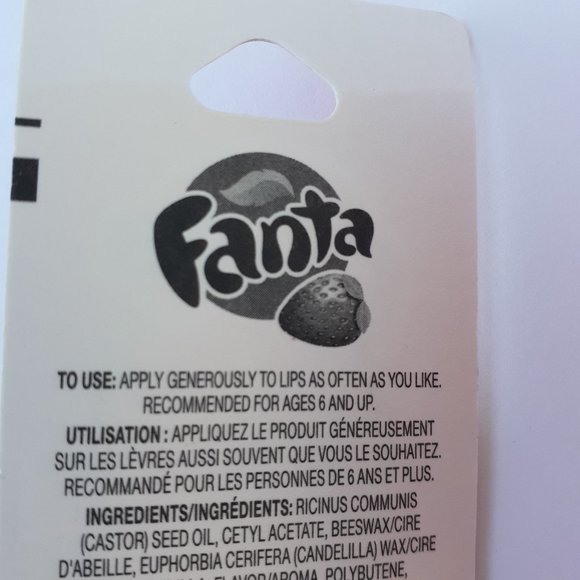 Fanta
TO USE: APPLY GENEROUSLY TO LIPS AS OFTEN AS YOU LIKE.
RECOMMENDED FOR AGES 6 AND UP.
UTILISATION : APPLIQUEZ LE PRODUIT GÉNÉREUSEMENT
SUR LES LÈVRES AUSSI SOUVENT QUE VOUS LE SOUHAITEZ.
RECOMMANDÉ POUR LES PERSONNES DE 6 ANS ET PLUS.
INGREDIENTS/INGRÉDIENTS: RICINUS COMMUNIS
(CASTOR) SEED OIL, CETYL ACETATE, BEESWAX/CIRE
D'ABEILLE, EUPHORBIA CERIFERA (CANDELILLA) WAX/CIRE
FLAVOR/AROMA, POLYBUTENE,